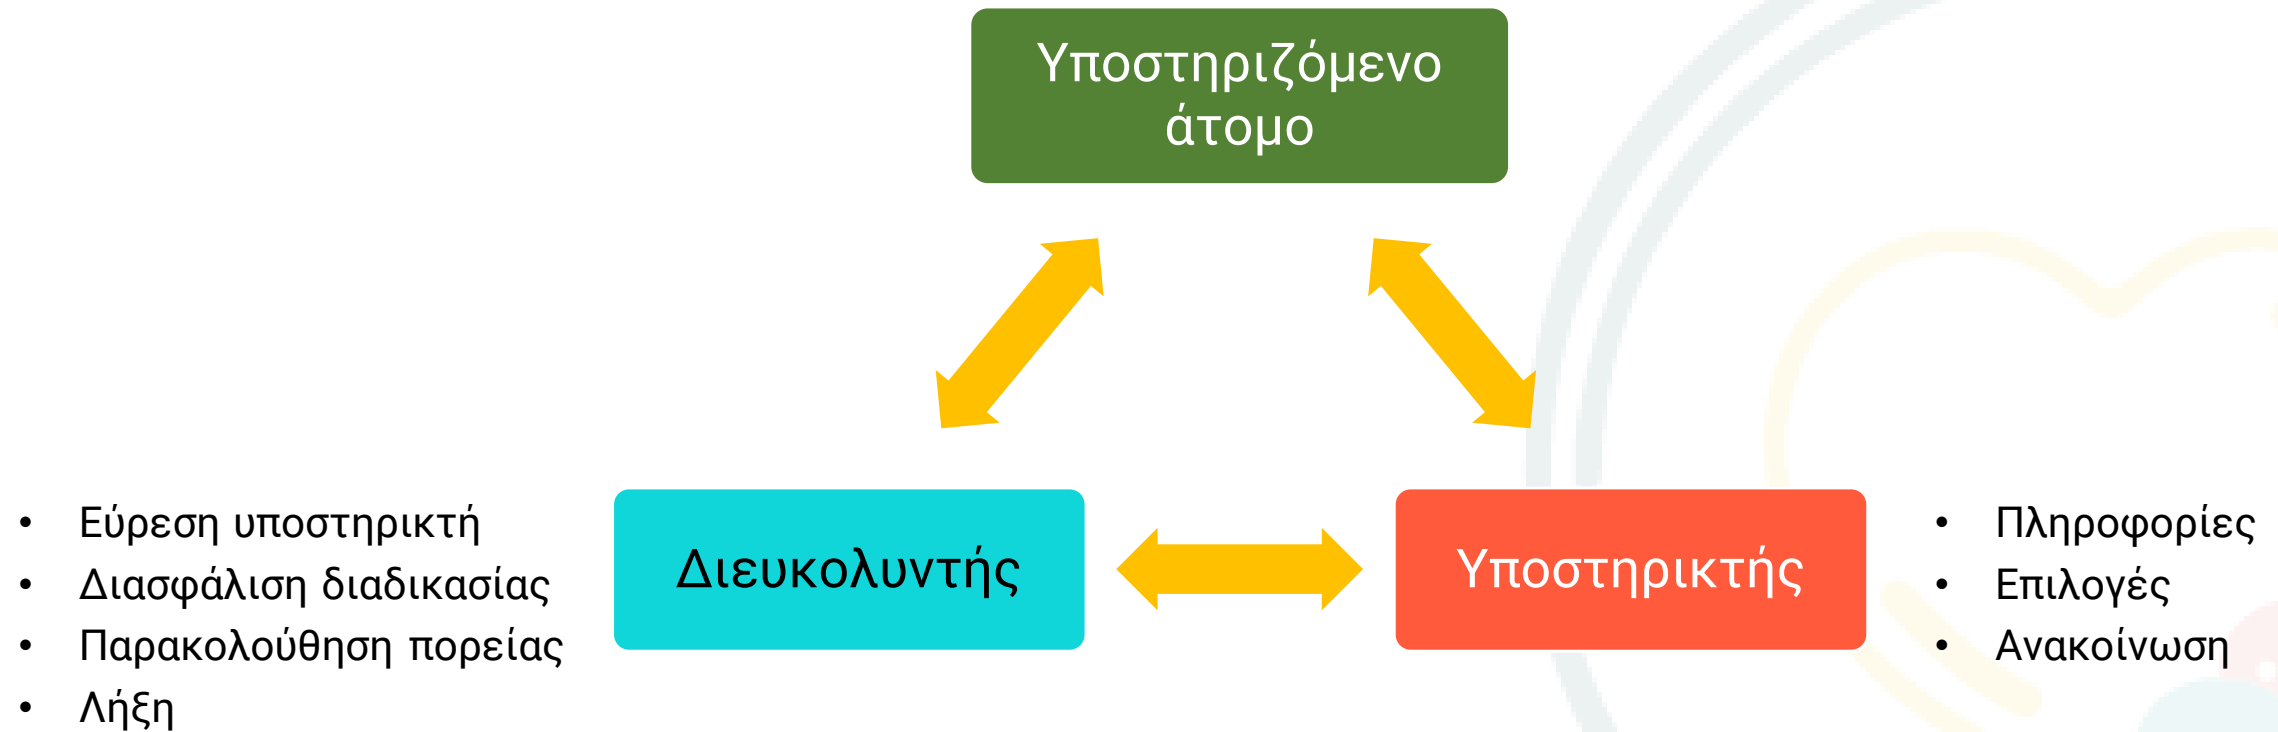 Υποστηριζόμενο
άτομο
• Εύρεση υποστηρικτή
• Διασφάλιση διαδικασίας
• Παρακολούθηση πορείας
• Λήξη
Διευκολυντής
Υποστηρικτής
• Πληροφορίες
• Επιλογές
• Ανακοίνωση